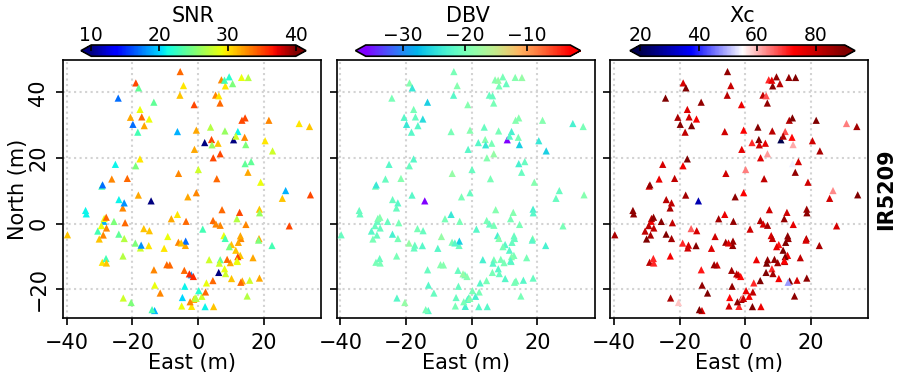 SNR DBV Xc
10 20 30 40 −30 −20 −10 20 40 60 80
40
20
0
−20
North (m)
IR5209
−40 −20 0 20 −40 −20 0 20 −40 −20 0 20
East (m) East (m) East (m)